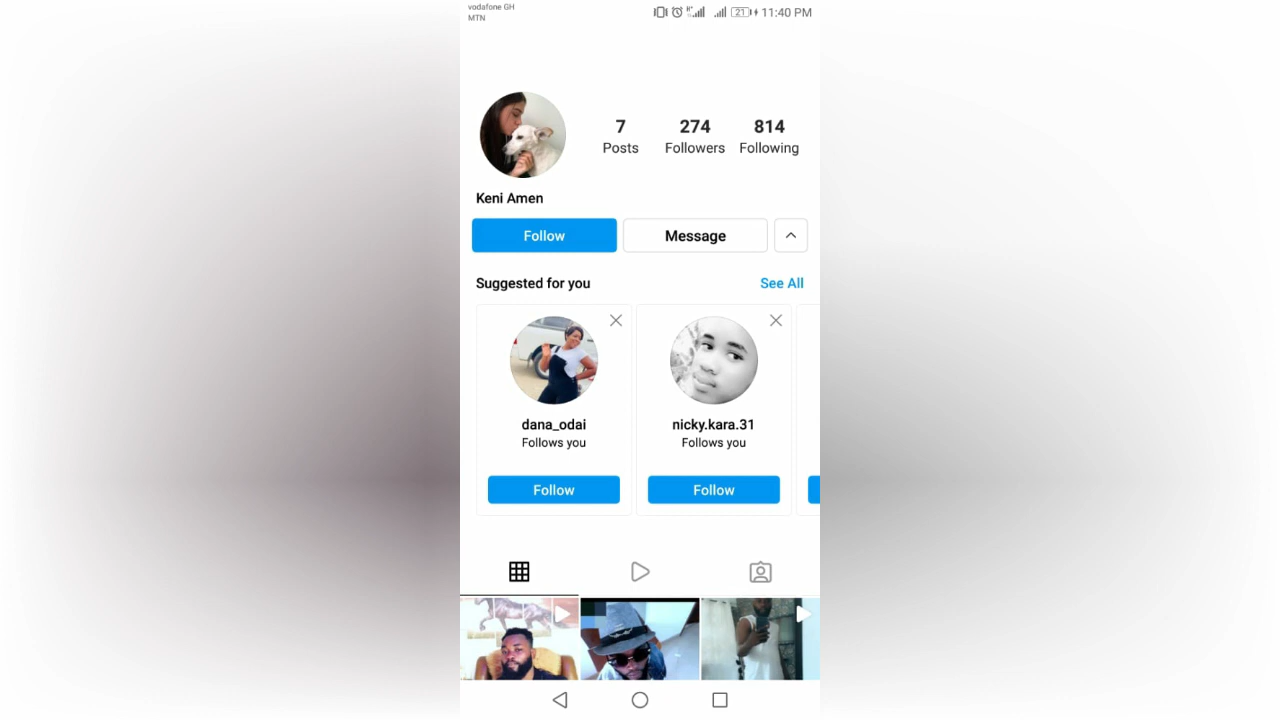 vodafone GH
MTN
21 11:40 PM
7 274 814
Posts Followers Following
Keni Amen
Follow Message
Suggested for you See All
dana_odai nicky.kara.31
Follows you Follows you
Follow Follow